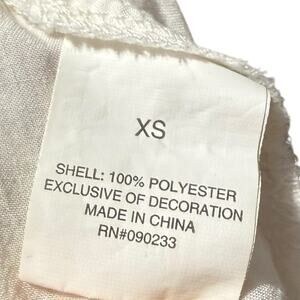 XS
SHELL: 100% POLYESTER
EXCLUSIVE OF DECORATION
MADE IN CHINA
RN#090233